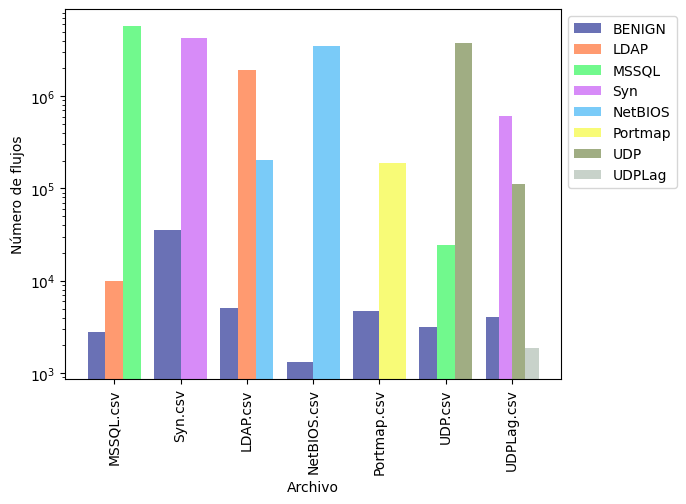 Número de flujos
10^6
10^5
10^4
10^3
MSSQL.csv
Syn.csv
LDAP.csv
NetBIOS.csv
Portmap.csv
UDP.csv
UDPLag.csv
Archivo
BENIGN
LDAP
MSSQL
Syn
NetBIOS
Portmap
UDP
UDPLag